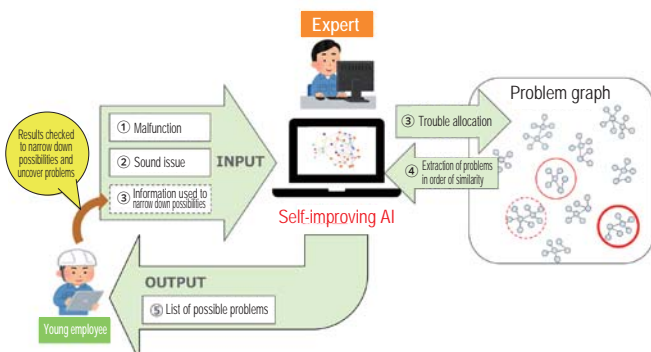 Expert
Results checked
to narrow down
possibilities and
uncover problems
① Malfunction
② Sound issue
③ Information used to
narrow down possibilities
INPUT
Self-improving AI
③ Trouble allocation
④ Extraction of problems
in order of similarity
Problem graph
OUTPUT
⑤ List of possible problems
Young employee